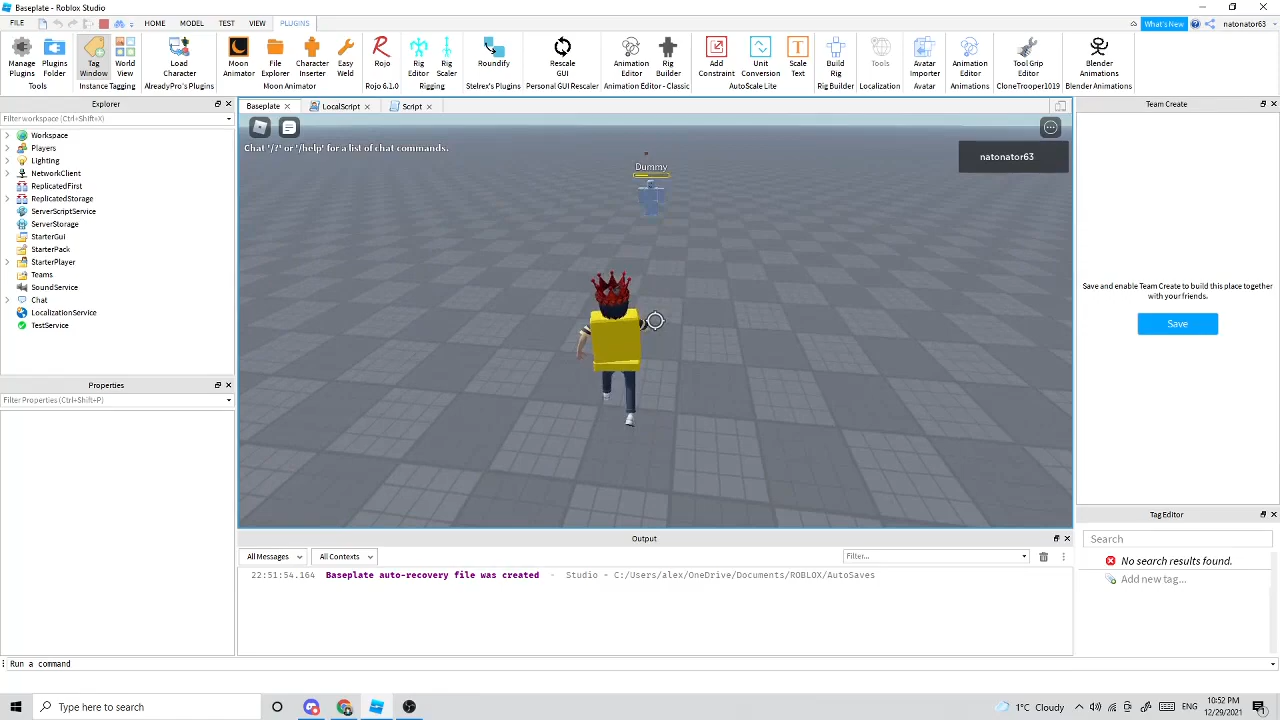 Baseplate - Roblox Studio
FILE HOME MODEL TEST VIEW PLUGINS What's New natonator63
Manage Plugins
Plugins Folder
Tag Window
World View
Load Character
Moon Animator
File Explorer
Character Inserter
Easy Weld
Rojo
Rig Editor
Rig Scaler
Roundify
Rescale GUI
Animation Editor
Rig Builder
Add Constraint
Unit Conversion
Scale Text
Build Rig
Tools
Avatar Importer
Animation Editor
Tool Grip Editor
Blender Animations
Tools Instance Tagging AlreadyPro's Plugins Moon Animator Rojo 6.1.0 Rigging Stelrex's Plugins Personal GUI Rescaler Animation Editor - Classic AutoScale Lite Rig Builder Localization Avatar Animations CloneTrooper1019 Blender Animations
Explorer
Filter workspace (Ctrl+Shift+X)
Workspace
Players
Lighting
NetworkClient
ReplicatedFirst
ReplicatedStorage
ServerScriptService
ServerStorage
StarterGui
StarterPack
StarterPlayer
Teams
SoundService
Chat
LocalizationService
TestService
Properties
Filter Properties (Ctrl+Shift+P)
Baseplate LocalScript Script
Chat '/?' or '/help' for a list of chat commands.
natonator63
Dummy
Team Create
Save and enable Team Create to build this place together
with your friends.
Save
Output
All Messages All Contexts Filter...
22:51:54.164 Baseplate auto-recovery file was created - Studio - C:/Users/alex/OneDrive/Documents/ROBLOX/AutoSaves
Tag Editor
Search
No search results found.
Add new tag...
Run a command
Type here to search
1°C Cloudy ENG 10:52 PM
12/29/2021